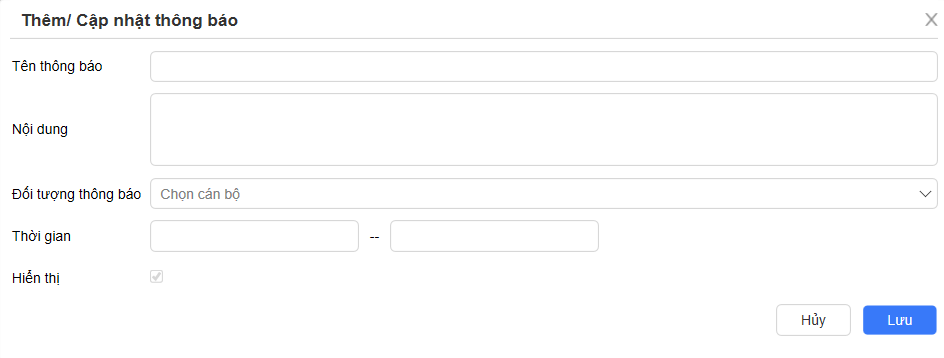 Thêm/ Cập nhật thông báo
Tên thông báo
Nội dung
Đối tượng thông báo Chọn cán bộ
Thời gian --
Hiển thị
Hủy Lưu